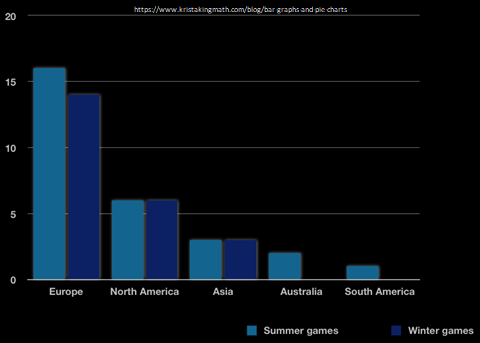 https://www.kristakingmath.com/blog/bar-graphs-and-pie-charts
20
15
10
5
0
Europe North America Asia Australia South America
Summer games Winter games